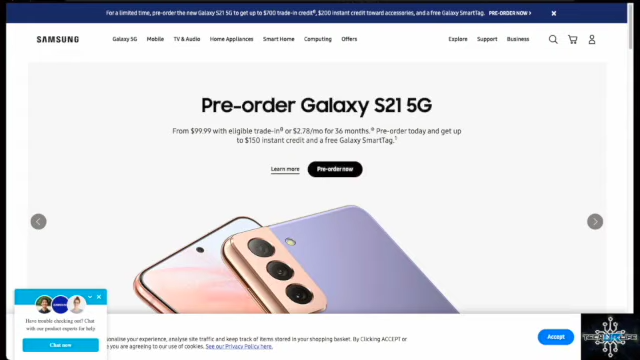 For a limited time, pre-order the new Galaxy S21 5G to get up to $700 trade-in credit⁶, $200 instant credit toward accessories, and a free Galaxy SmartTag. PRE-ORDER NOW >
SAMSUNG
Galaxy 5G Mobile TV & Audio Home Appliances Smart Home Computing Offers Explore Support Business
Pre-order Galaxy S21 5G
From $99.99 with eligible trade-in or $2.78/mo for 36 months. Pre-order today and get up
to $150 instant credit and a free Galaxy SmartTag.¹
Learn more Pre-order now
Have trouble checking out? Chat
with our product experts for help
Chat now
nalise your experience, analyse site traffic and keep track of items stored in your shopping basket. By Clicking ACCEPT or
you are agreeing to our use of cookies. See our Privacy Policy here.
Accept